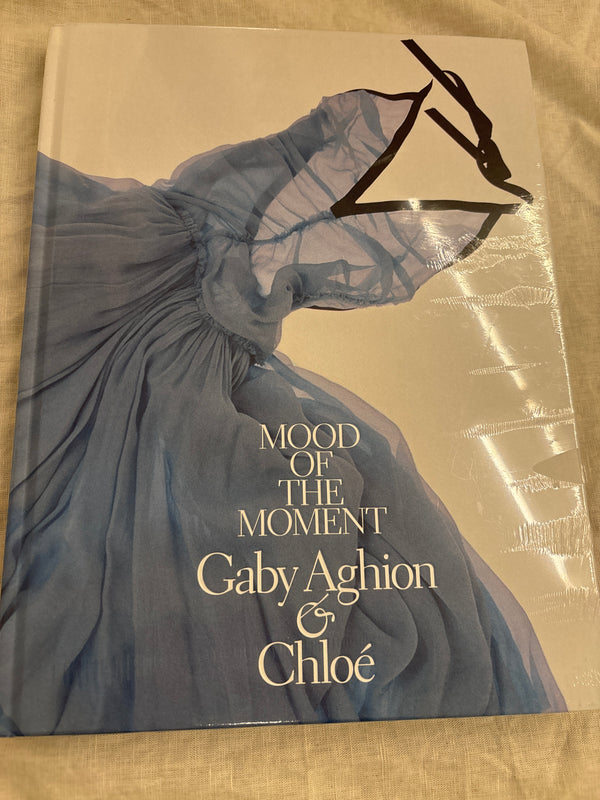 MOOD
OF
THE
MOMENT
Gaby Aghion
&
Chloé